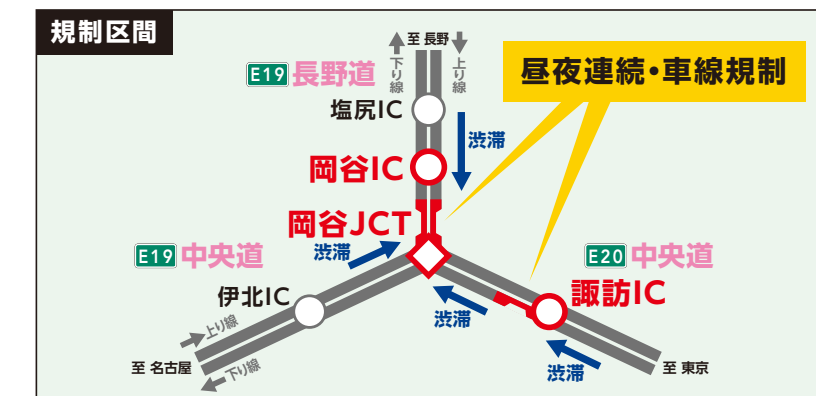 規制区間
至 長野
下り線
上り線
E19 長野道
昼夜連続・車線規制
塩尻IC
渋滞
岡谷IC
岡谷JCT
渋滞
E19 中央道
E20 中央道
伊北IC
諏訪IC
渋滞
上り線
至 名古屋
下り線
渋滞
至 東京